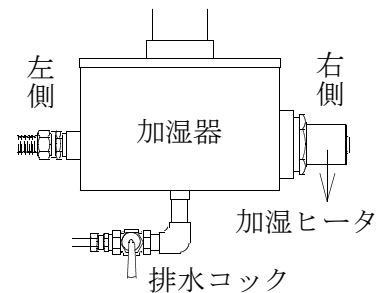 左側
右側
加湿器
加湿ヒータ
排水コック